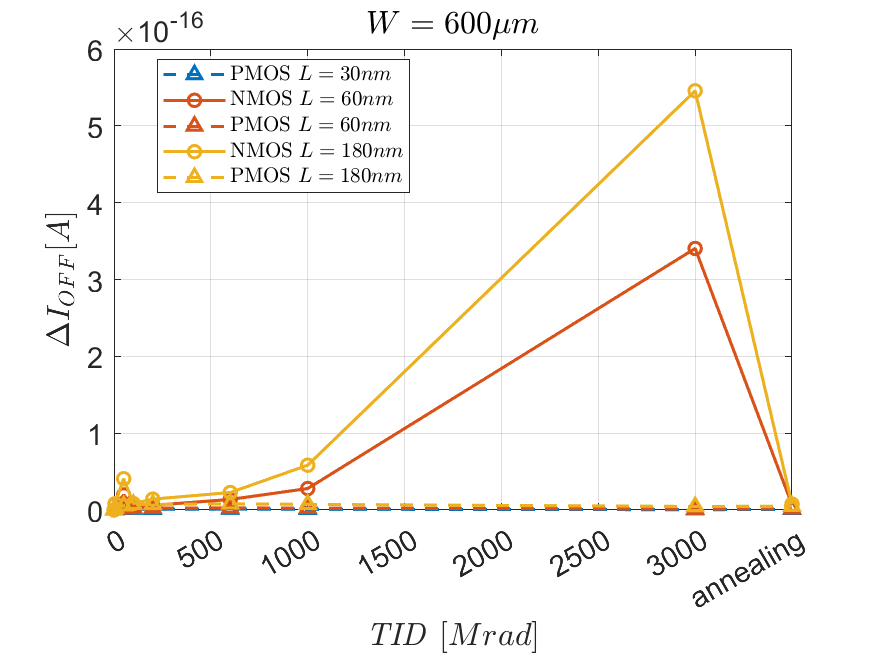 W = 600μm
×10⁻¹⁶
6
5
4
3
2
1
0
ΔI_OFF[A]
PMOS L = 30nm
NMOS L = 60nm
PMOS L = 60nm
NMOS L = 180nm
PMOS L = 180nm
0 500 1000 1500 2000 2500 3000 annealing
TID [Mrad]